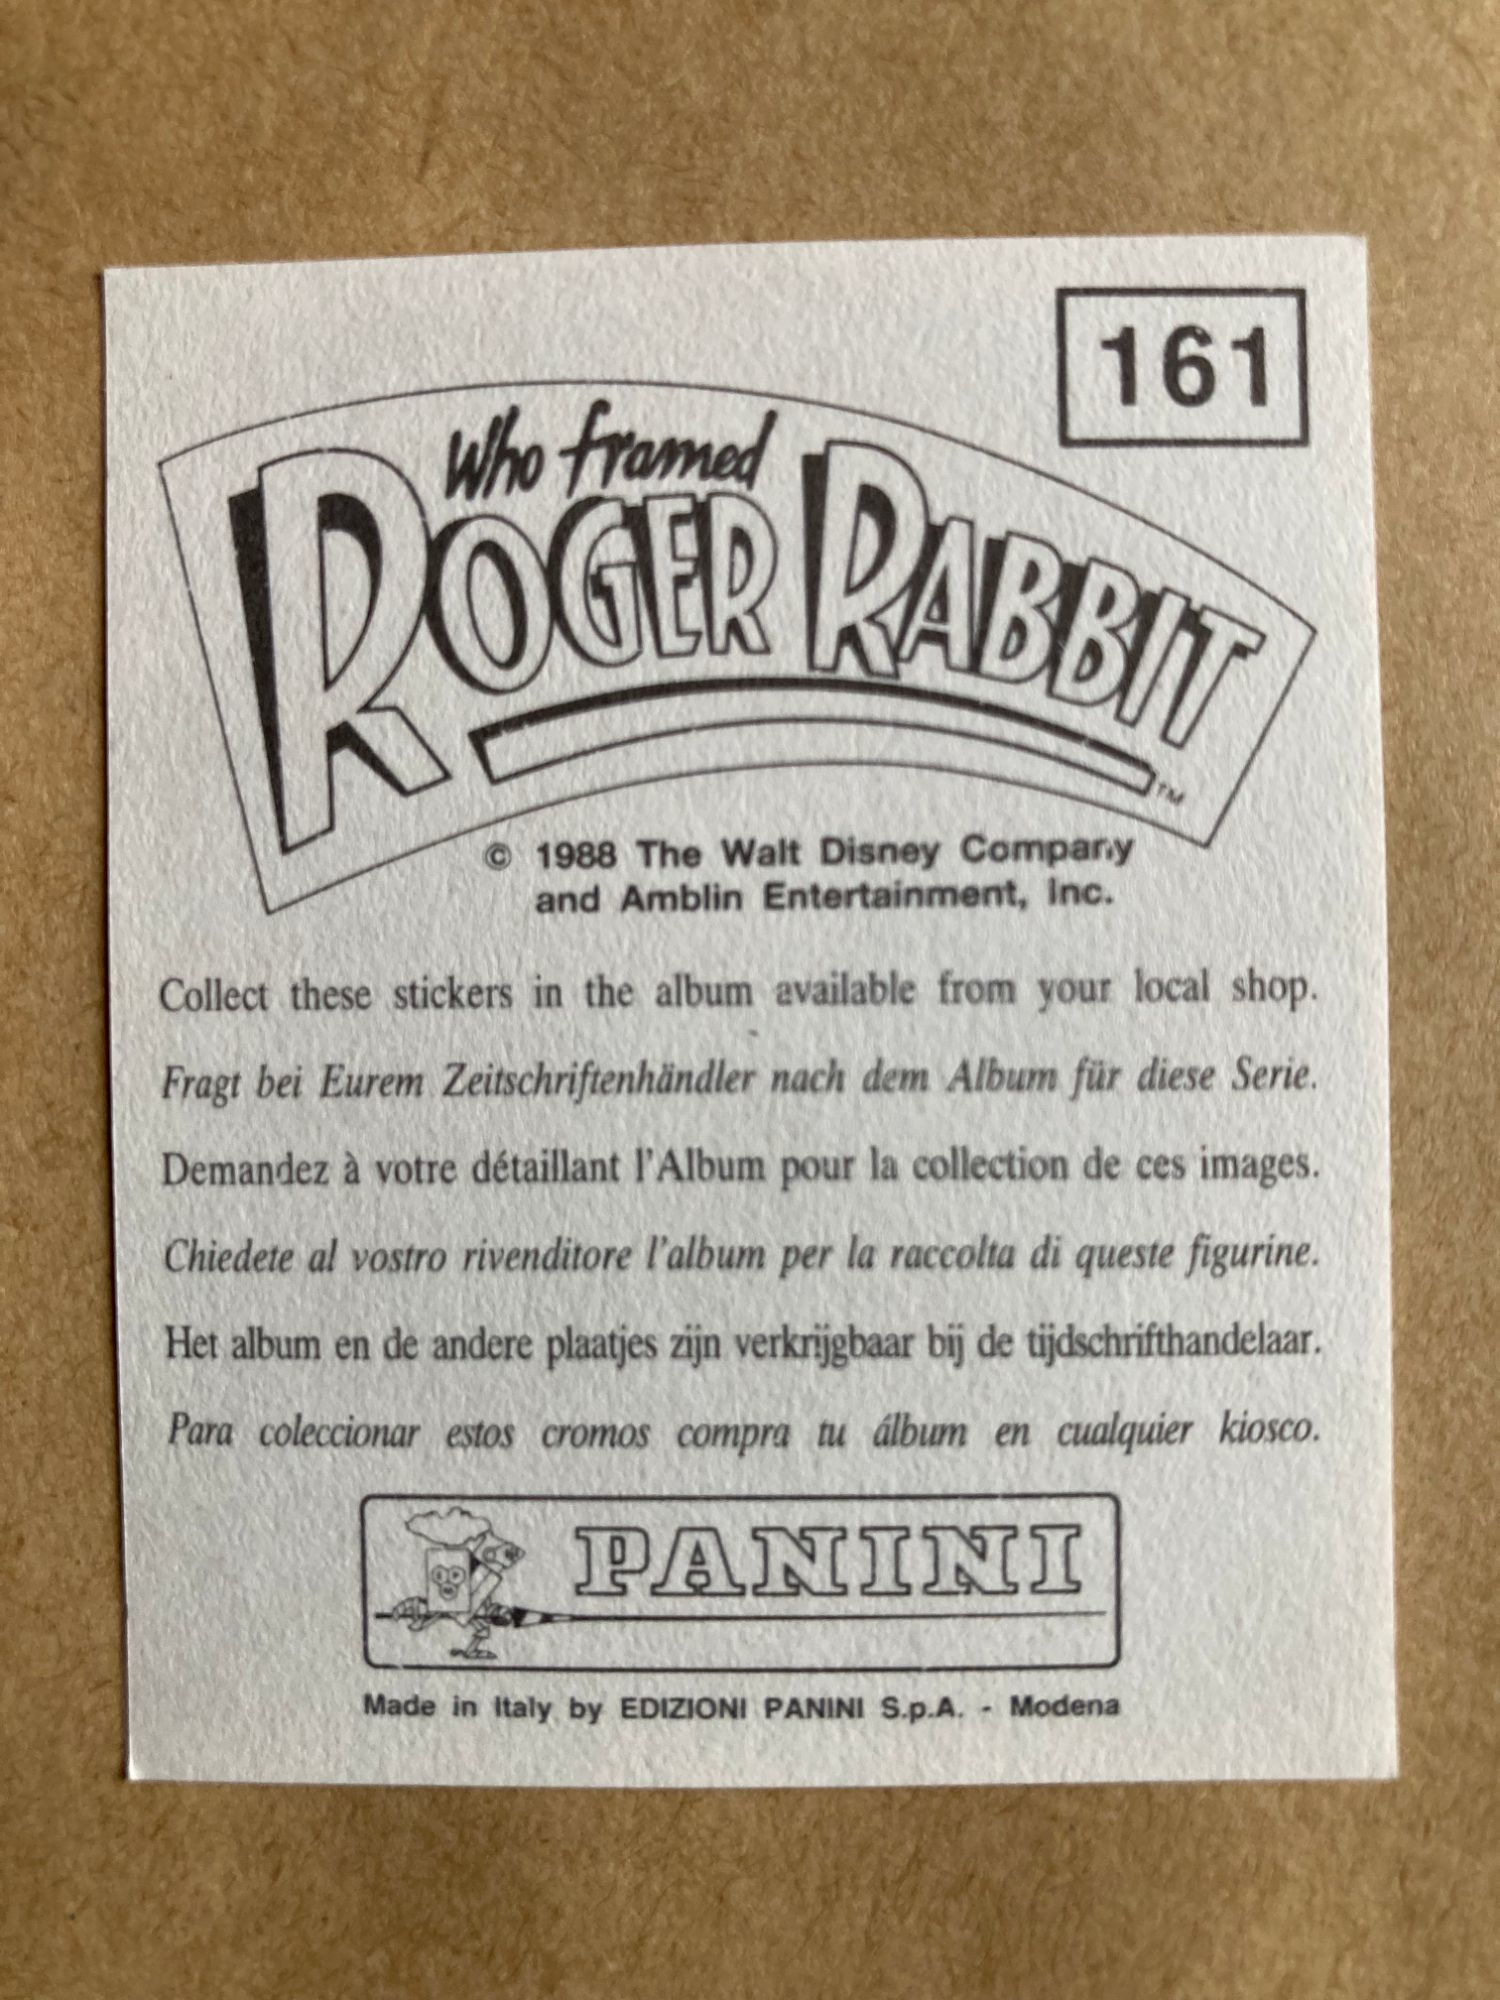 161
Who framed
ROGER RABBIT
TM
© 1988 The Walt Disney Company
and Amblin Entertainment, Inc.
Collect these stickers in the album available from your local shop.
Fragt bei Eurem Zeitschriftenhändler nach dem Album für diese Serie.
Demandez à votre détaillant l'Album pour la collection de ces images.
Chiedete al vostro rivenditore l'album per la raccolta di queste figurine.
Het album en de andere plaatjes zijn verkrijgbaar bij de tijdschrifthandelaar.
Para coleccionar estos cromos compra tu álbum en cualquier kiosco.
PANINI
Made in Italy by EDIZIONI PANINI S.p.A. - Modena